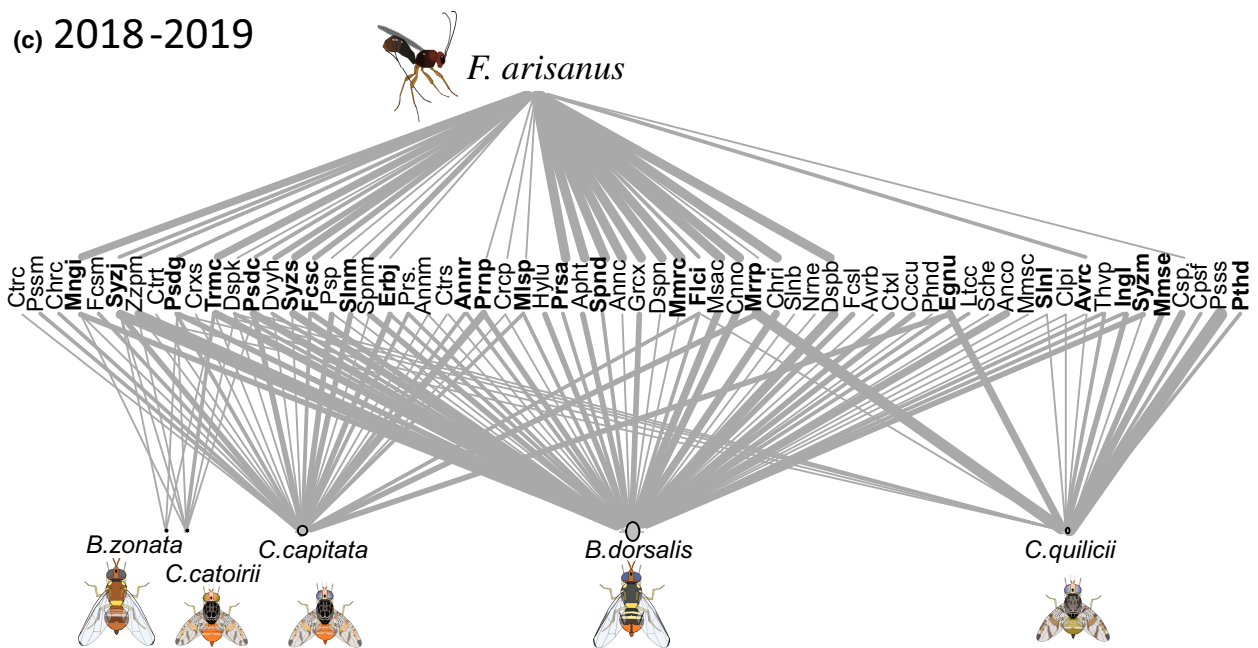 (c) 2018-2019
F. arisanus
Ctrc
Pssm
Chrc
Mngi
Fcsm
Syzj
Zzpm
Ctrt
Psdg
Crxs
Trmc
Dspk
Psdc
Dvyh
Syzs
Fcsc
Psp
Slnm
Spnm
Erbj
Prs.
Annm
Ctrs
Annr
Prnp
Crcp
Mlsp
Hylu
Prsa
Apht
Spnd
Annc
Grcx
Dspn
Mmrc
Flci
Msac
Cnmo
Mrrp
Chri
Slnb
Nrne
Dspb
Fcsl
Avrb
Ctxl
Cccu
Phnd
Egnu
Ltcc
Sche
Anco
Mmsc
Slnl
Clpi
Avrc
Thvp
Ingl
Syzm
Mmse
Csp.
Cpsf
Psss
Pthd
B.zonata
C.catoirii
C.capitata
B.dorsalis
C.quilicii